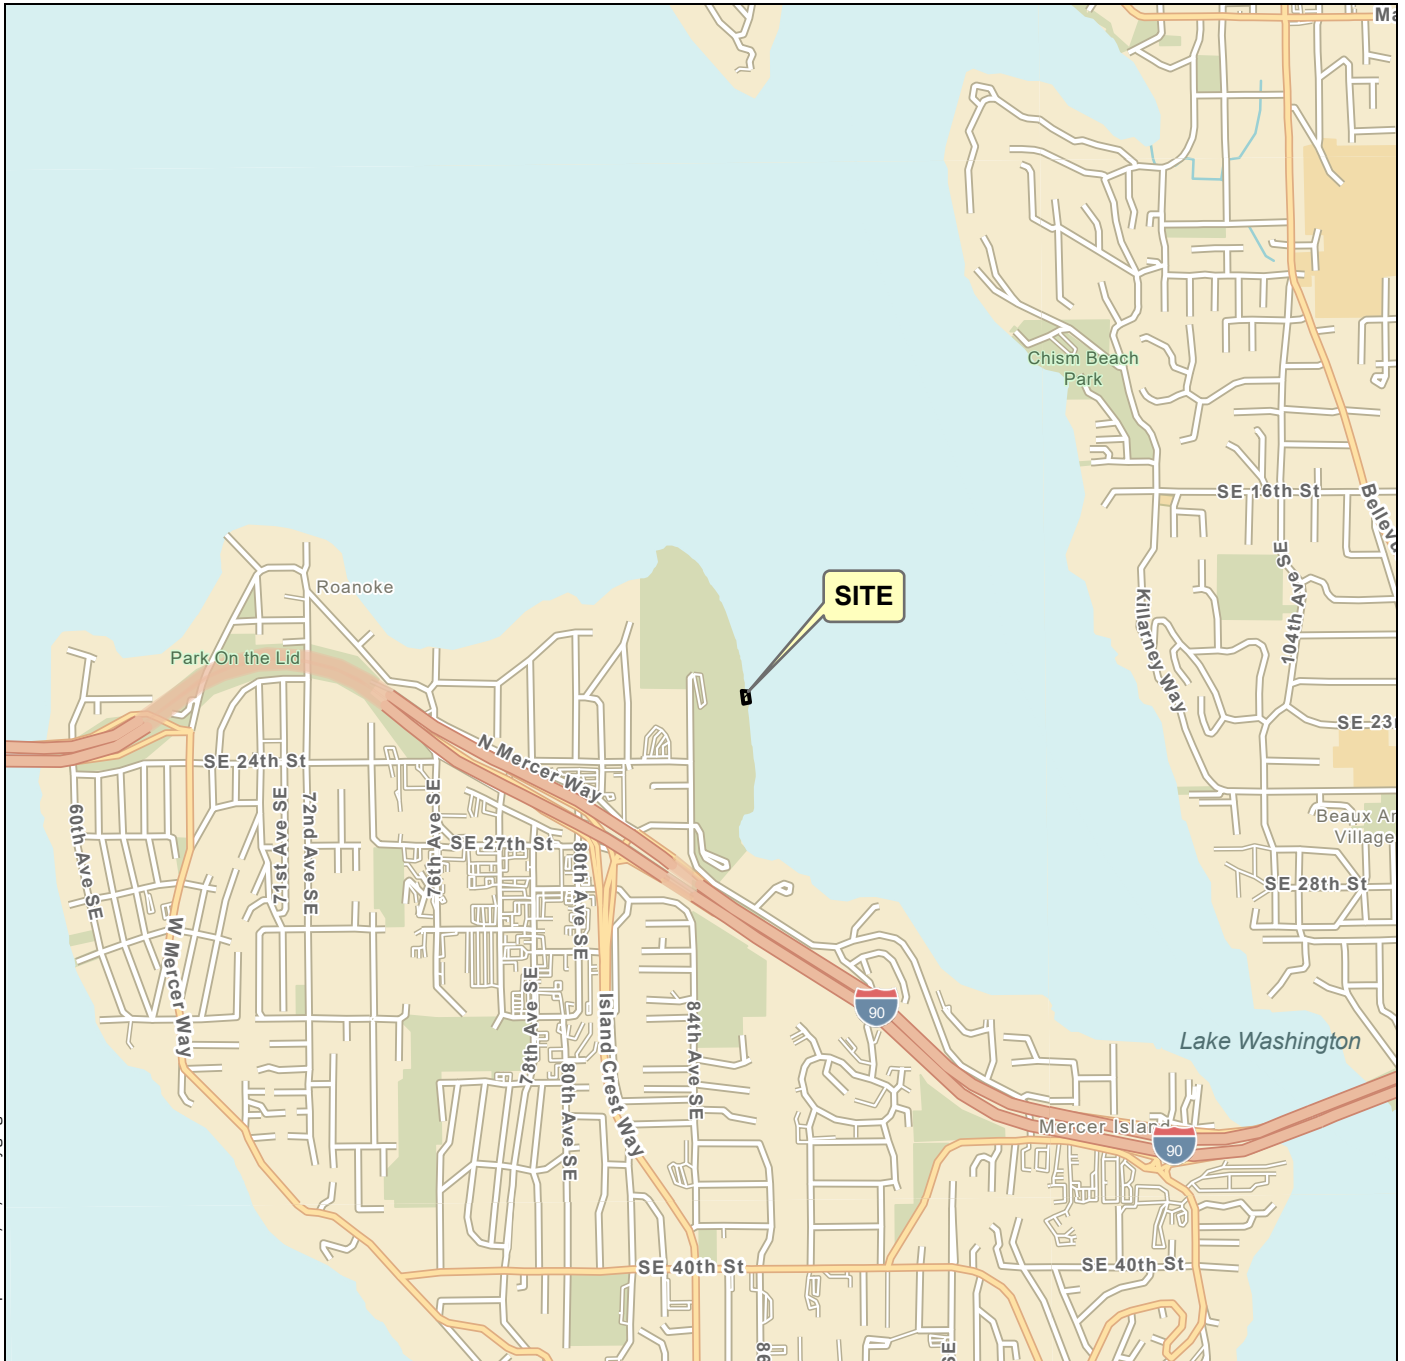 Chism Beach
Park
SE 16th St
104th Ave SE
Killarney Way
SITE
Roanoke
Park On the Lid
SE 23
N Mercer Way
SE 24th St
60th Ave SE
71st Ave SE
72nd Ave SE
76th Ave SE
SE 27th St
80th Ave SE
Village
SE 28th St
W Mercer Way
78th Ave SE
80th Ave SE
Island Crest Way
84th Ave SE
90
Lake Washington
Mercer Island
90
SE 40th St
SE 40th St
SE